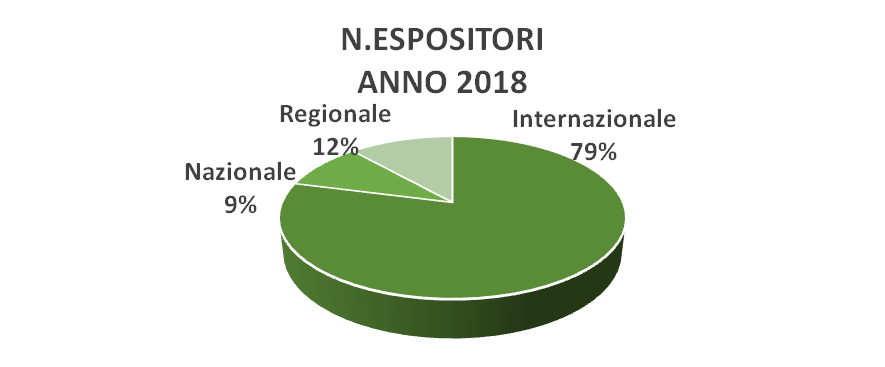 N.ESPOSITORI
ANNO 2018
Regionale
12%
Internazionale
79%
Nazionale
9%